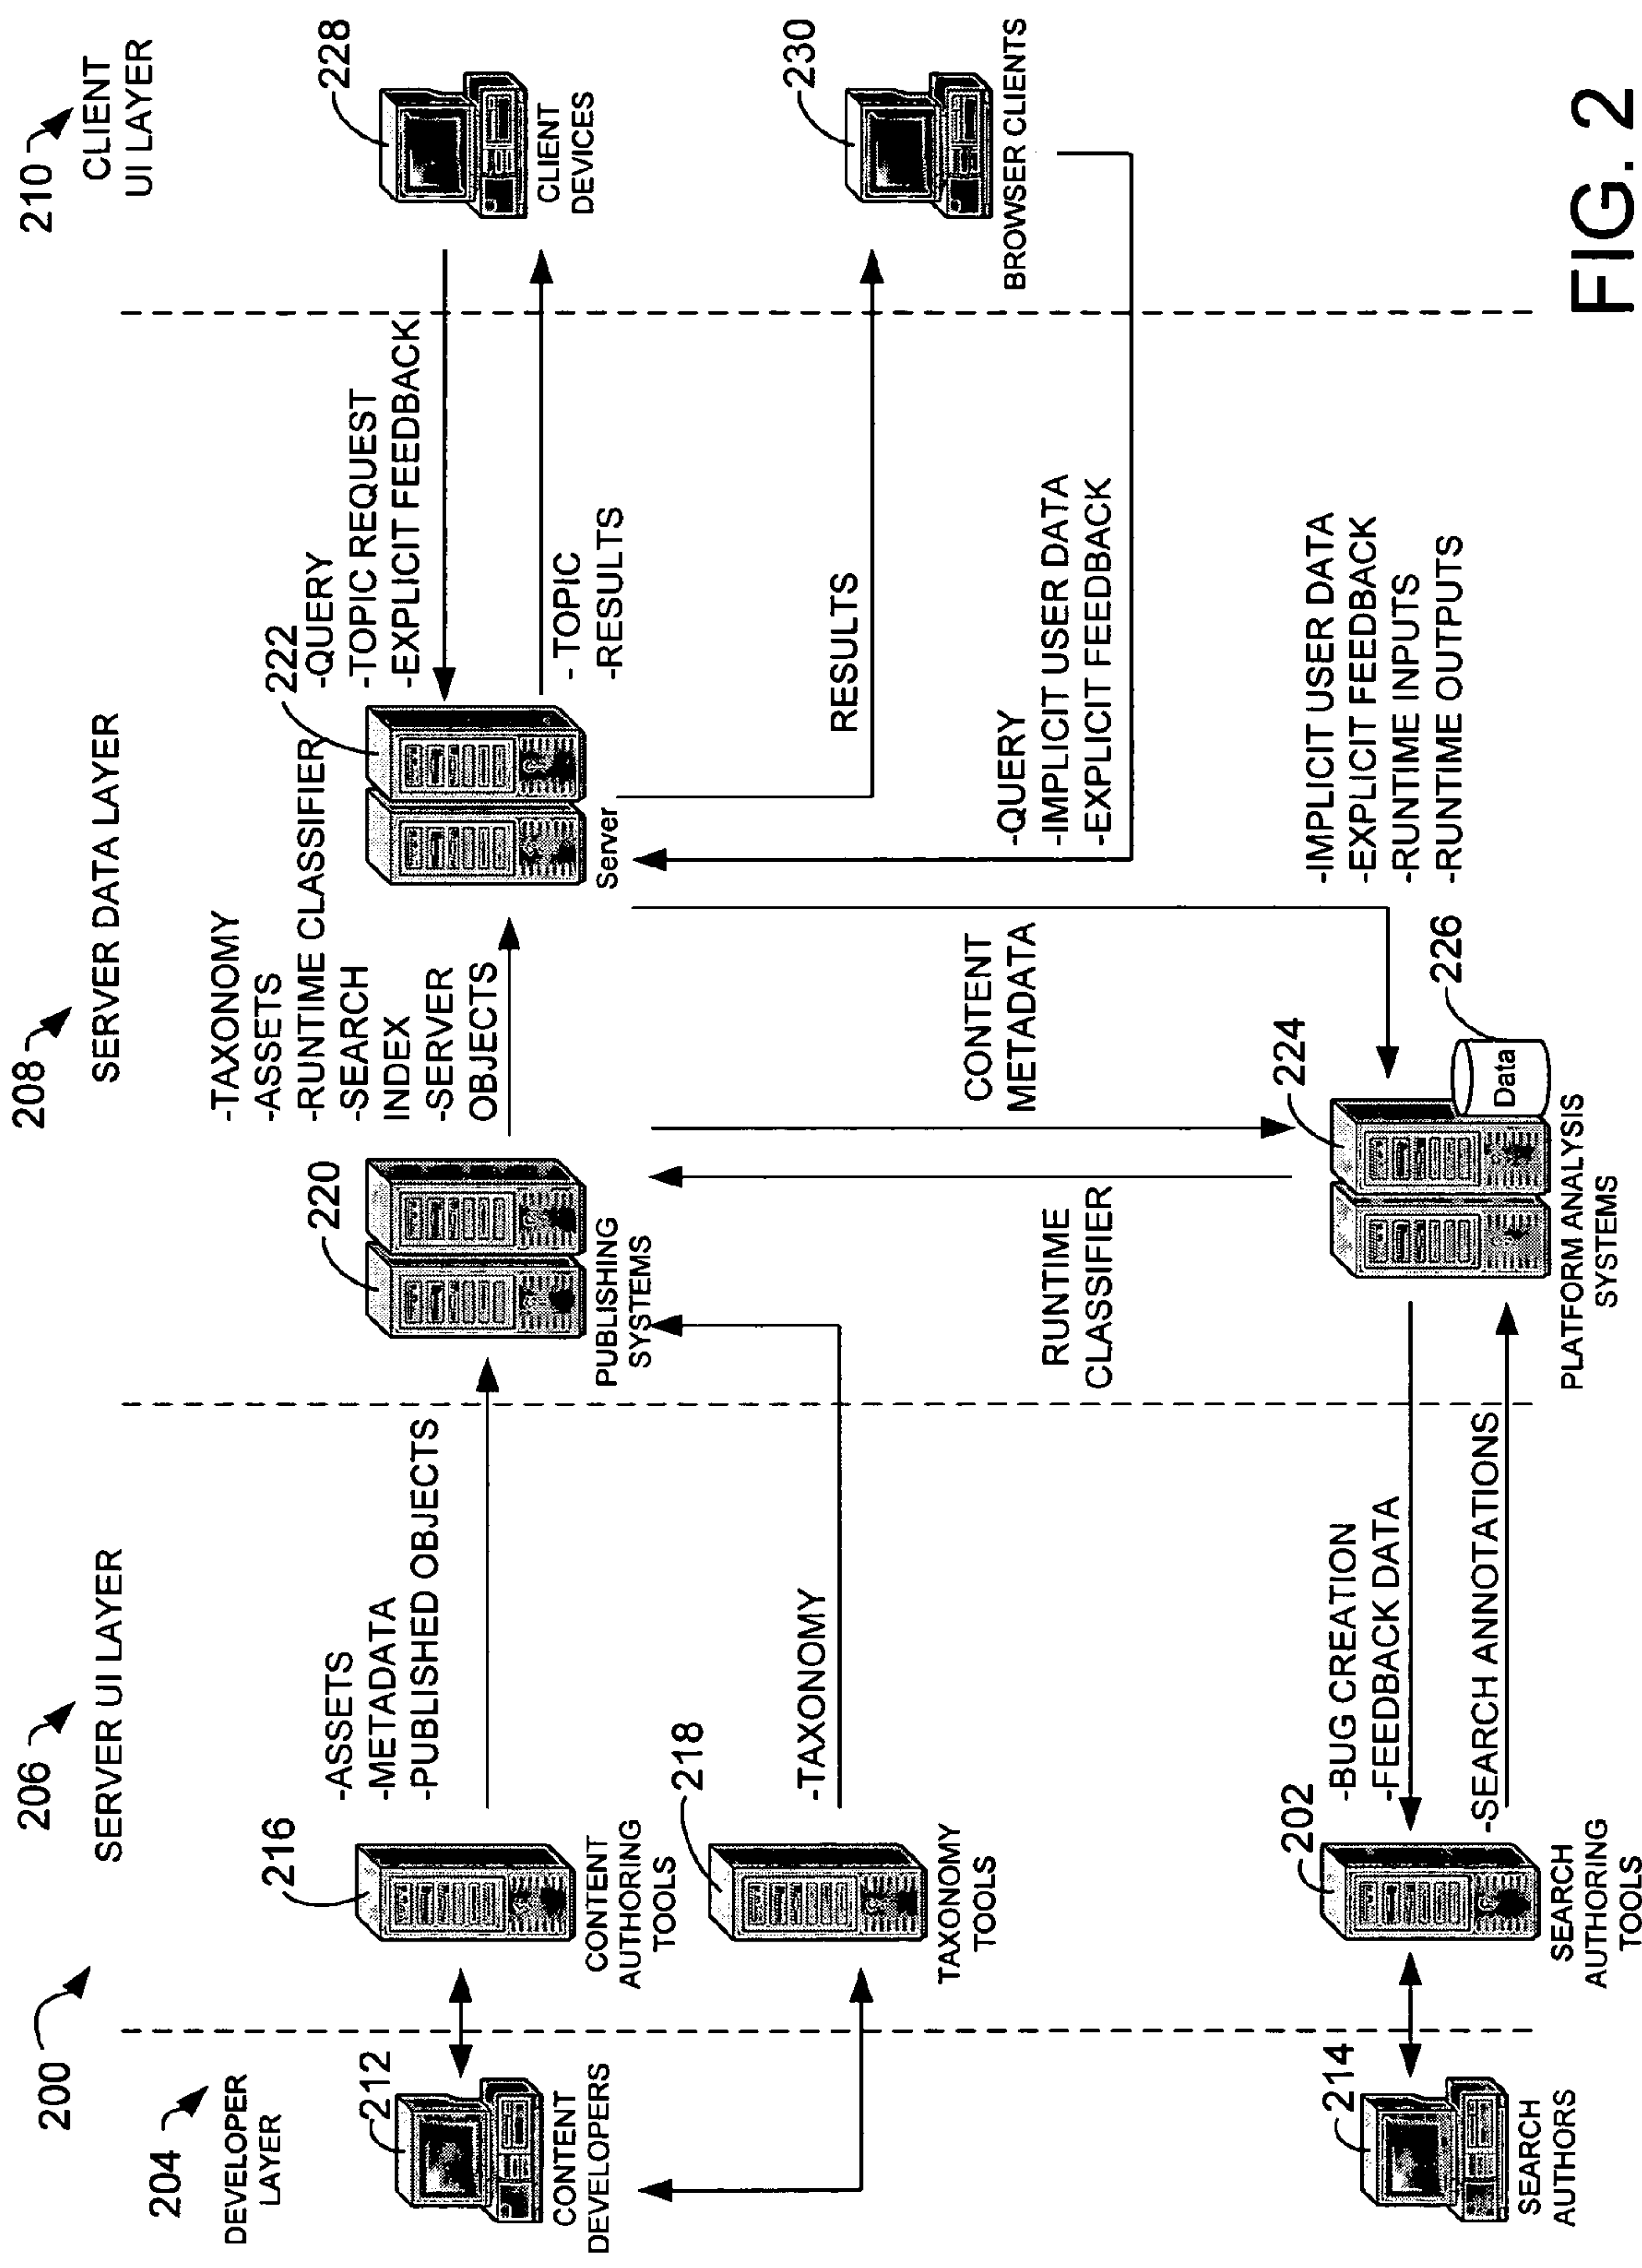 200
204
DEVELOPER
LAYER
206
SERVER UI LAYER
208
SERVER DATA LAYER
210
CLIENT
UI LAYER
212
CONTENT
DEVELOPERS
216
CONTENT
AUTHORING
TOOLS
-ASSETS
-METADATA
-PUBLISHED OBJECTS
220
PUBLISHING
SYSTEMS
-TAXONOMY
-ASSETS
-RUNTIME CLASSIFIER
-SEARCH
INDEX
-SERVER
OBJECTS
222
Server
-QUERY
-TOPIC REQUEST
-EXPLICIT FEEDBACK
- TOPIC
-RESULTS
228
CLIENT
DEVICES
218
TAXONOMY
TOOLS
-TAXONOMY
RESULTS
230
BROWSER CLIENTS
-QUERY
-IMPLICIT USER DATA
-EXPLICIT FEEDBACK
CONTENT
METADATA
RUNTIME
CLASSIFIER
214
SEARCH
AUTHORS
202
SEARCH
AUTHORING
TOOLS
-BUG CREATION
-FEEDBACK DATA
-SEARCH ANNOTATIONS
224
226
Data
PLATFORM ANALYSIS
SYSTEMS
-IMPLICIT USER DATA
-EXPLICIT FEEDBACK
-RUNTIME INPUTS
-RUNTIME OUTPUTS
FIG. 2